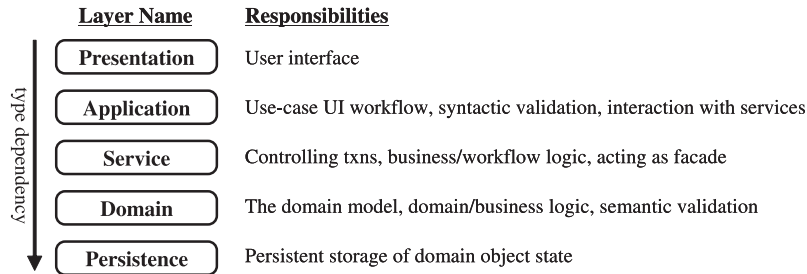 Layer Name Responsibilities
Presentation User interface
Application Use-case UI workflow, syntactic validation, interaction with services
Service Controlling txns, business/workflow logic, acting as facade
Domain The domain model, domain/business logic, semantic validation
Persistence Persistent storage of domain object state
type dependency